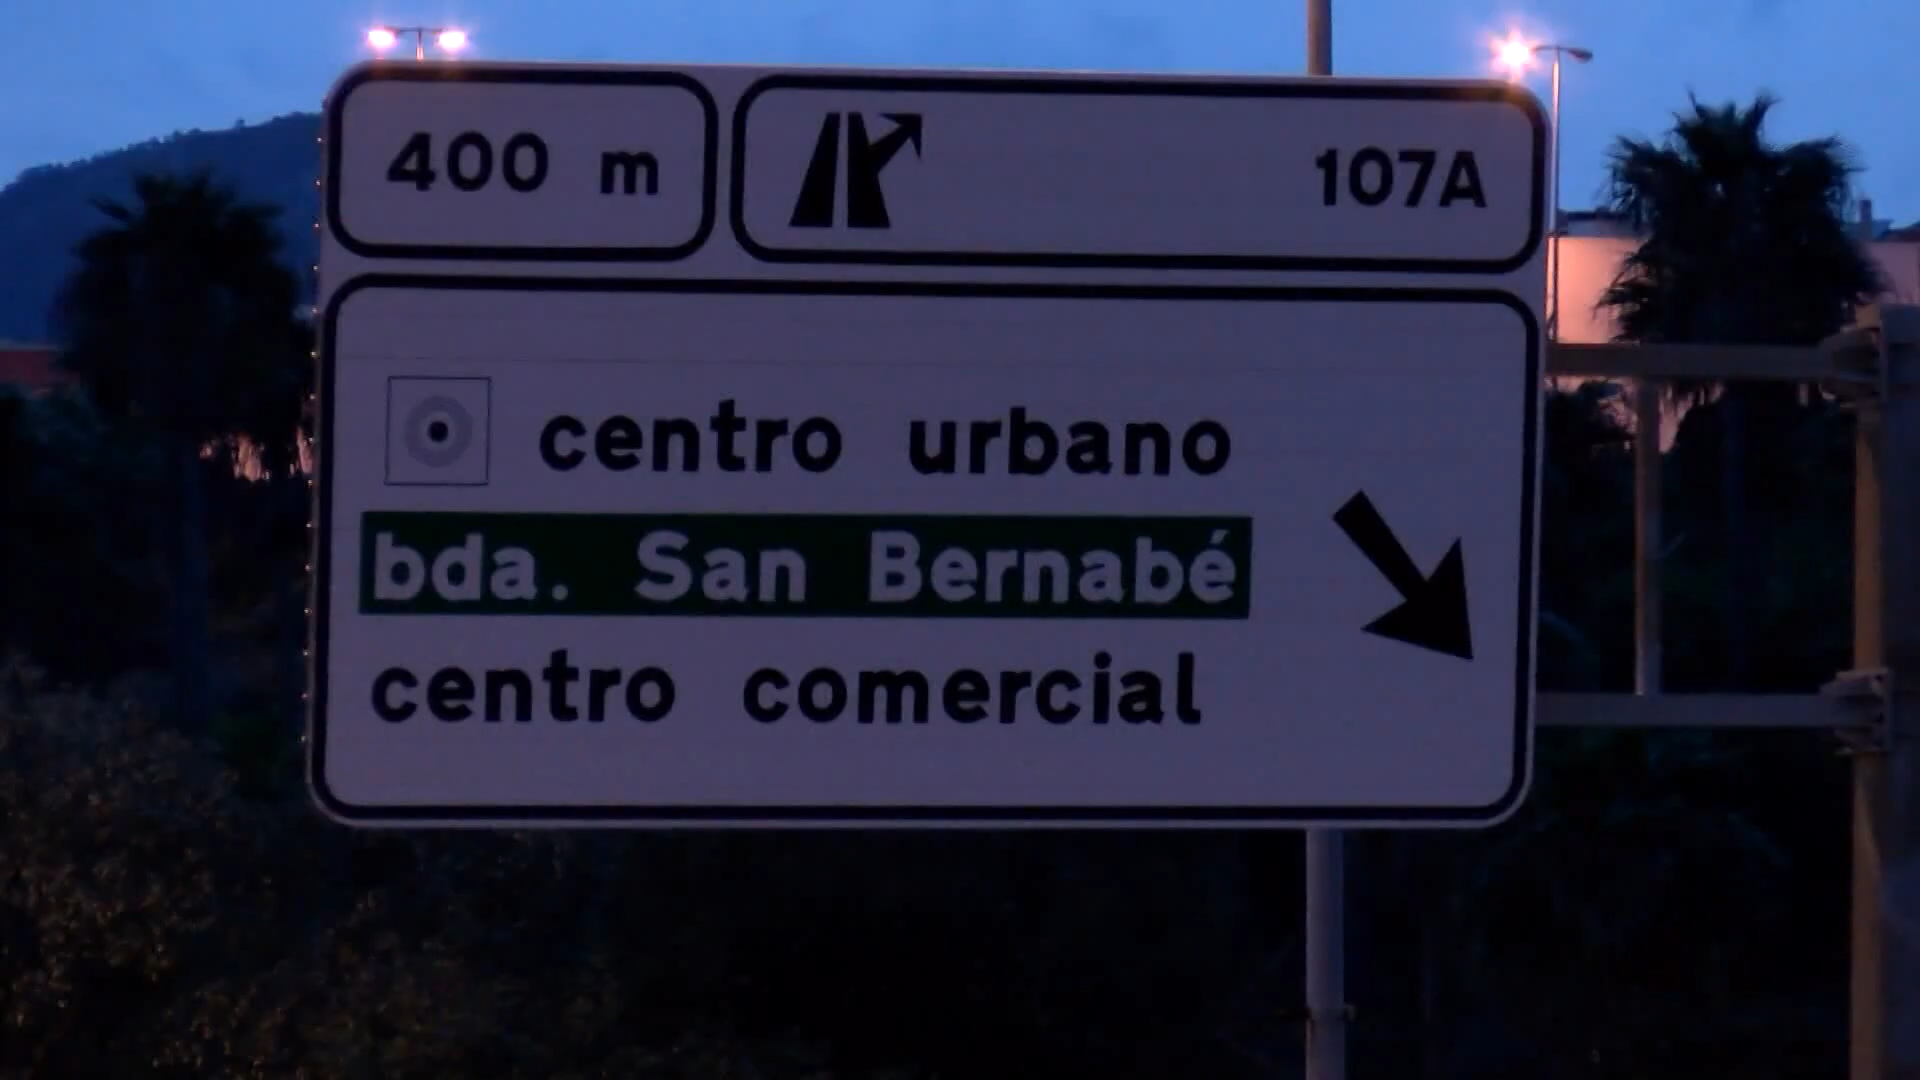 400 m
107A
centro urbano
bda. San Bernabé
centro comercial